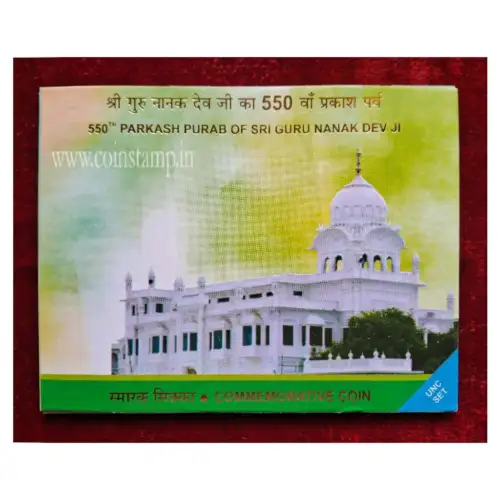 श्री गुरु नानक देव जी का 550 वाँ प्रकाश पर्व
550TH PARKASH PURAB OF SRI GURU NANAK DEV JI
www.coinstamp.in
स्मारक सिक्का COMMEMORATIVE COIN
UNC
SET